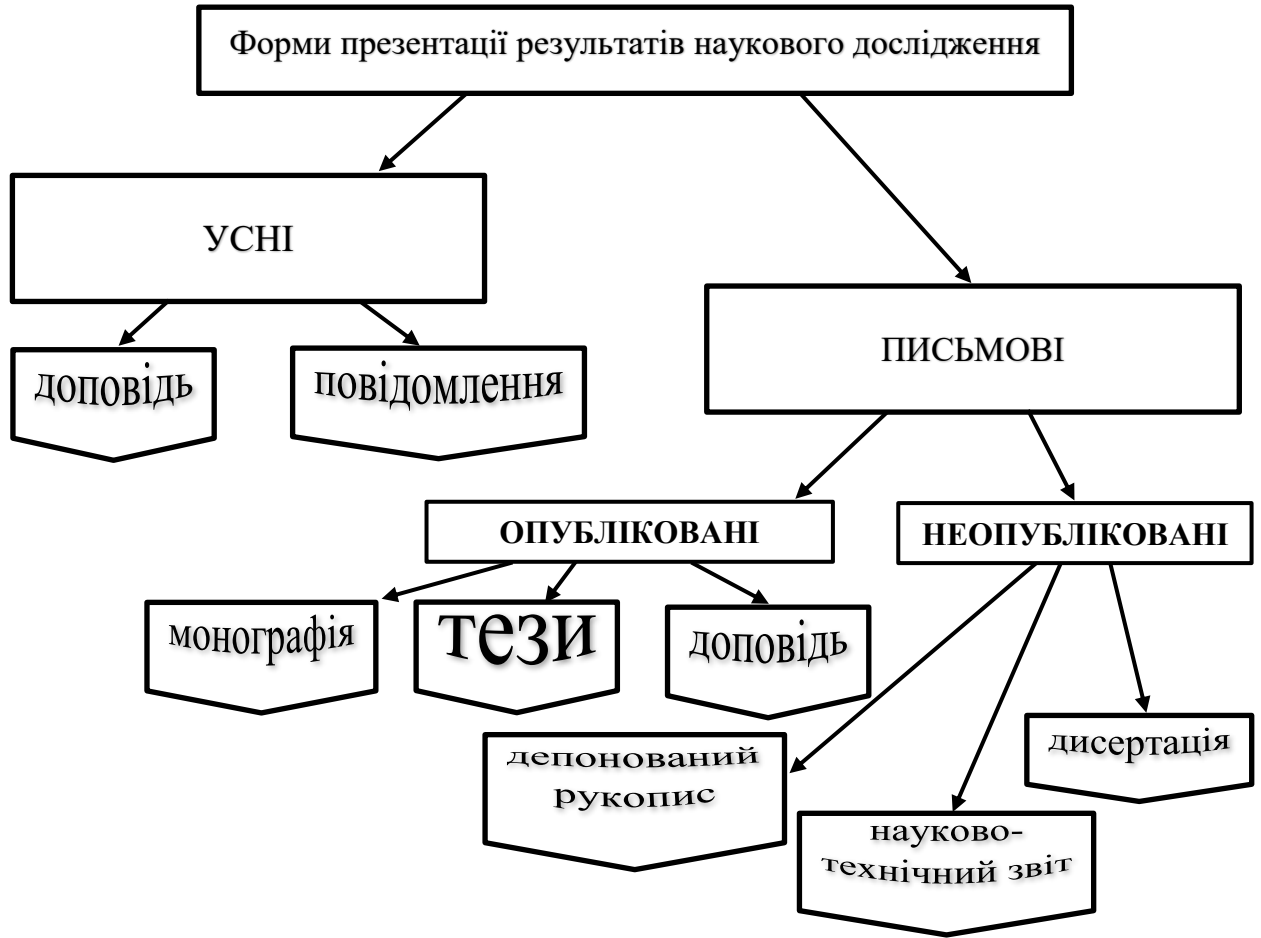 Форми презентації результатів наукового дослідження
УСНІ
ПИСЬМОВІ
доповідь
повідомлення
ОПУБЛІКОВАНІ
НЕОПУБЛІКОВАНІ
монографія
тези
доповідь
депонований
рукопис
дисертація
науково-
технічний звіт